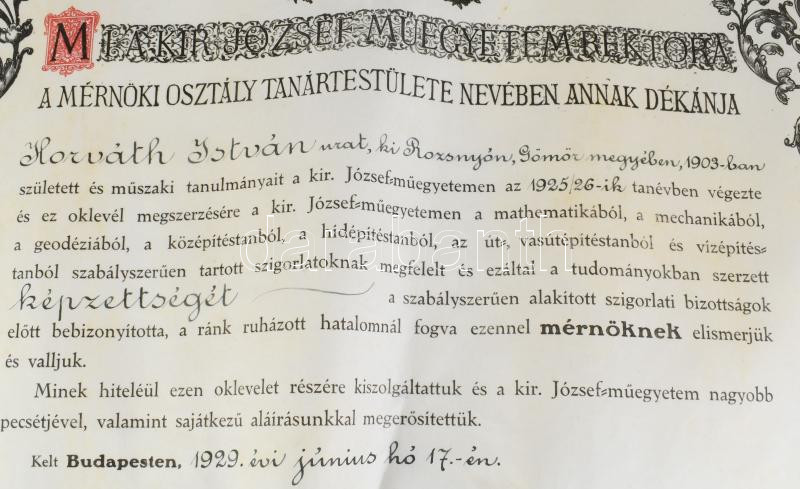 MI A KIR. JÓZSEF MŰEGYETEM REKTORA
A MÉRNÖKI OSZTÁLY TANÁRTESTÜLETE NEVÉBEN ANNAK DÉKÁNJA
Horváth István urat, ki Rozsnyón, Gömör megyében, 1903-ban
született és műszaki tanulmányait a kir. József-műegyetemen az 1925/26-ik tanévben végezte
és ez oklevél megszerzésére a kir. József-műegyetemen a mathematikából, a mechanikából,
a geodéziából, a középítéstanból, a hídépítéstanból, az út-, vasútépítéstanból és vízépítés-
tanból szabályszerűen tartott szigorlatoknak megfelelt és ezáltal a tudományokban szerzett
képzettségét a szabályszerűen alakított szigorlati bizottságok
előtt bebizonyította, a ránk ruházott hatalomnál fogva ezennel mérnöknek elismerjük
és valljuk.
Minek hiteléül ezen oklevelet részére kiszolgáltattuk és a kir. József-műegyetem nagyobb
pecsétjével, valamint sajátkezű aláírásunkkal megerősítettük.
Kelt Budapesten, 1929. évi június hó 17.-én.
darabanth